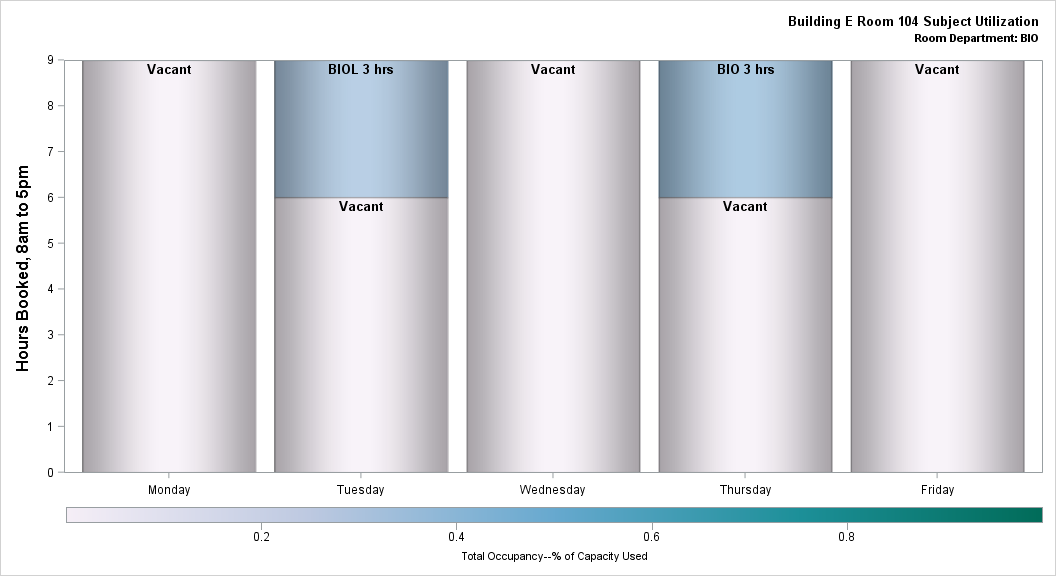 Building E Room 104 Subject Utilization
Room Department: BIO
Hours Booked, 8am to 5pm
9
8
7
6
5
4
3
2
1
0
Vacant
BIOL 3 hrs
Vacant
BIO 3 hrs
Vacant
Vacant
Vacant
Monday
Tuesday
Wednesday
Thursday
Friday
0.2
0.4
0.6
0.8
Total Occupancy--% of Capacity Used